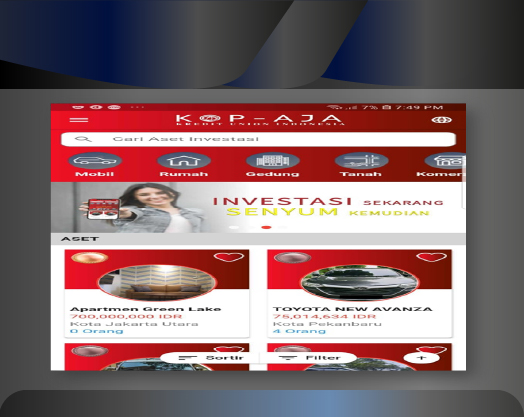 7% 7:49 PM
K@P-AJA
KREDIT UNION INDONESIA
Cari Aset Investasi
Mobil Rumah Gedung Tanah Komer
INVESTASI SEKARANG
SENYUM KEMUDIAN
ASET
Apartmen Green Lake
700,000,000 IDR
Kota Jakarta Utara
0 Orang
TOYOTA NEW AVANZA
75,014,634 IDR
Kota Pekanbaru
4 Orang
Sortir Filter +